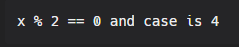 x % 2 == 0 and case is 4